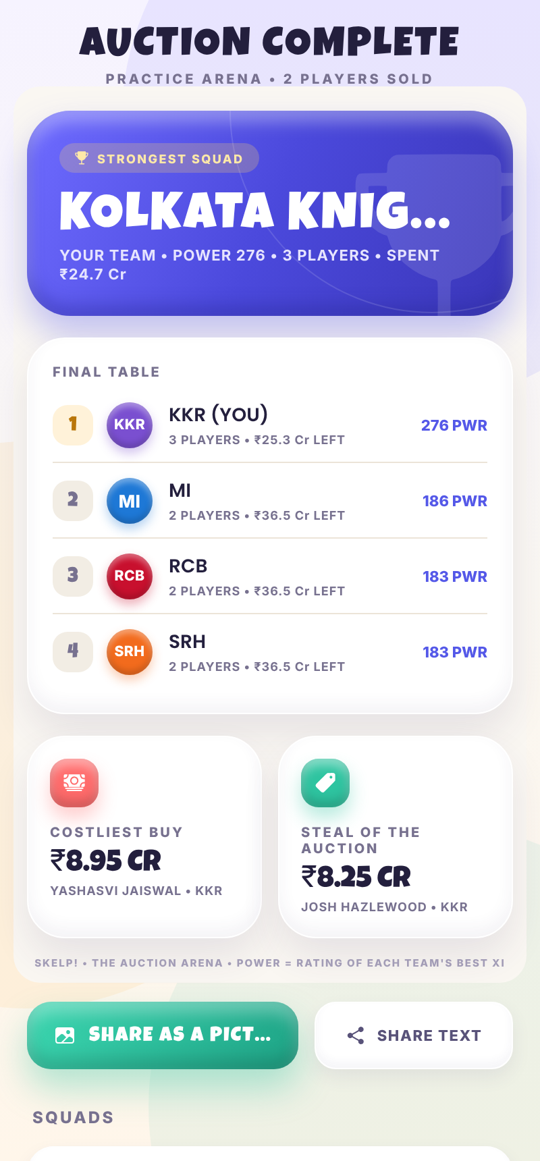 AUCTION COMPLETE
PRACTICE ARENA • 2 PLAYERS SOLD
STRONGEST SQUAD
KOLKATA KNIG...
YOUR TEAM • POWER 276 • 3 PLAYERS • SPENT
₹24.7 Cr
FINAL TABLE
1 KKR KKR (YOU) 276 PWR
3 PLAYERS • ₹25.3 Cr LEFT
2 MI MI 186 PWR
2 PLAYERS • ₹36.5 Cr LEFT
3 RCB RCB 183 PWR
2 PLAYERS • ₹36.5 Cr LEFT
4 SRH SRH 183 PWR
2 PLAYERS • ₹36.5 Cr LEFT
COSTLIEST BUY
₹8.95 CR
YASHASVI JAISWAL • KKR
STEAL OF THE
AUCTION
₹8.25 CR
JOSH HAZLEWOOD • KKR
SKELP! • THE AUCTION ARENA • POWER = RATING OF EACH TEAM'S BEST XI
SHARE AS A PICT...
SHARE TEXT
SQUADS